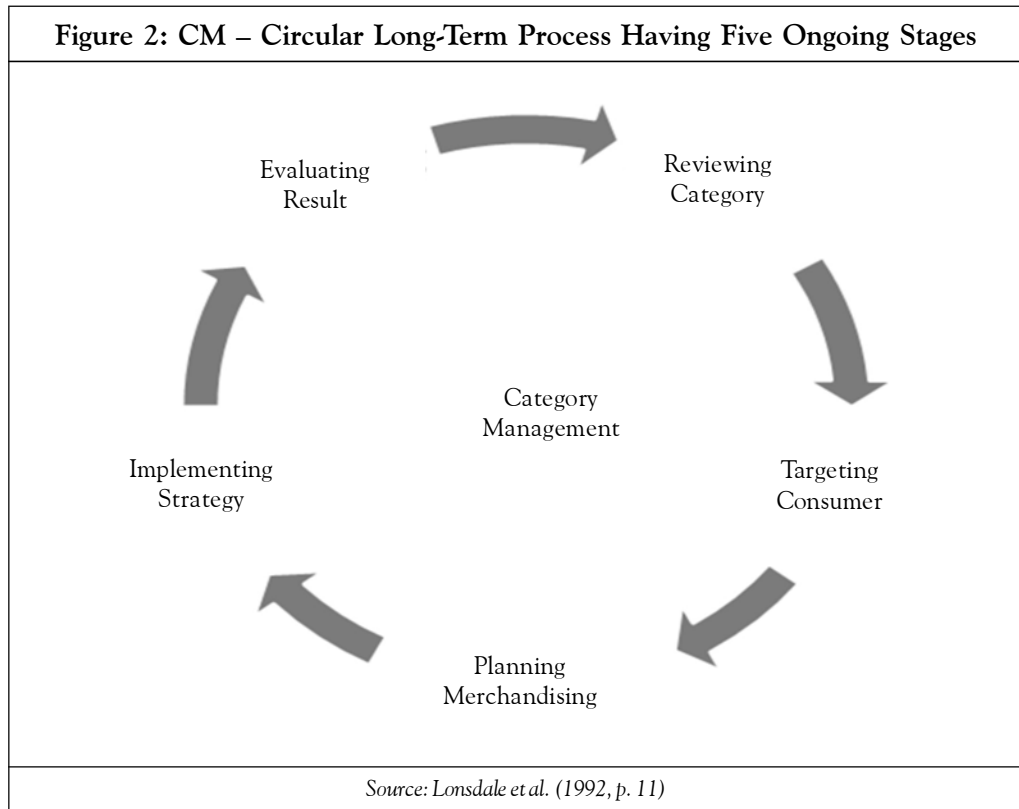 Figure 2: CM – Circular Long-Term Process Having Five Ongoing Stages
Evaluating
Result
Reviewing
Category
Category
Management
Implementing
Strategy
Targeting
Consumer
Planning
Merchandising
Source: Lonsdale et al. (1992, p. 11)